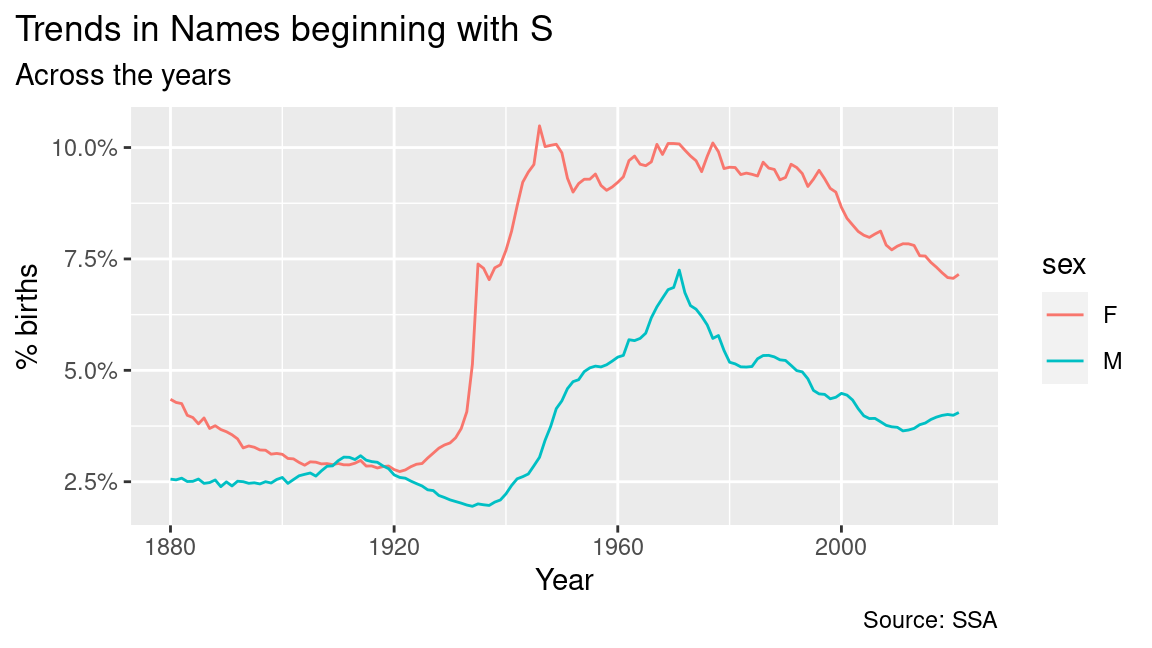 Trends in Names beginning with S
Across the years
10.0%
7.5%
5.0%
2.5%
% births
1880 1920 1960 2000
Year
sex
F
M
Source: SSA